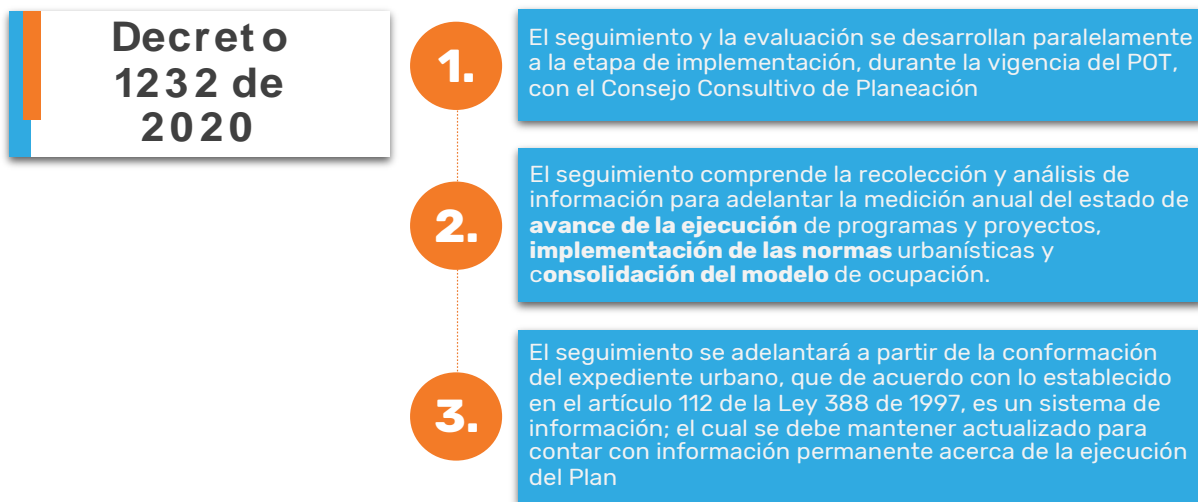 Decreto
1232 de
2020
1.
El seguimiento y la evaluación se desarrollan paralelamente
a la etapa de implementación, durante la vigencia del POT,
con el Consejo Consultivo de Planeación
2.
El seguimiento comprende la recolección y análisis de
información para adelantar la medición anual del estado de
avance de la ejecución de programas y proyectos,
implementación de las normas urbanísticas y
consolidación del modelo de ocupación.
3.
El seguimiento se adelantará a partir de la conformación
del expediente urbano, que de acuerdo con lo establecido
en el artículo 112 de la Ley 388 de 1997, es un sistema de
información; el cual se debe mantener actualizado para
contar con información permanente acerca de la ejecución
del Plan